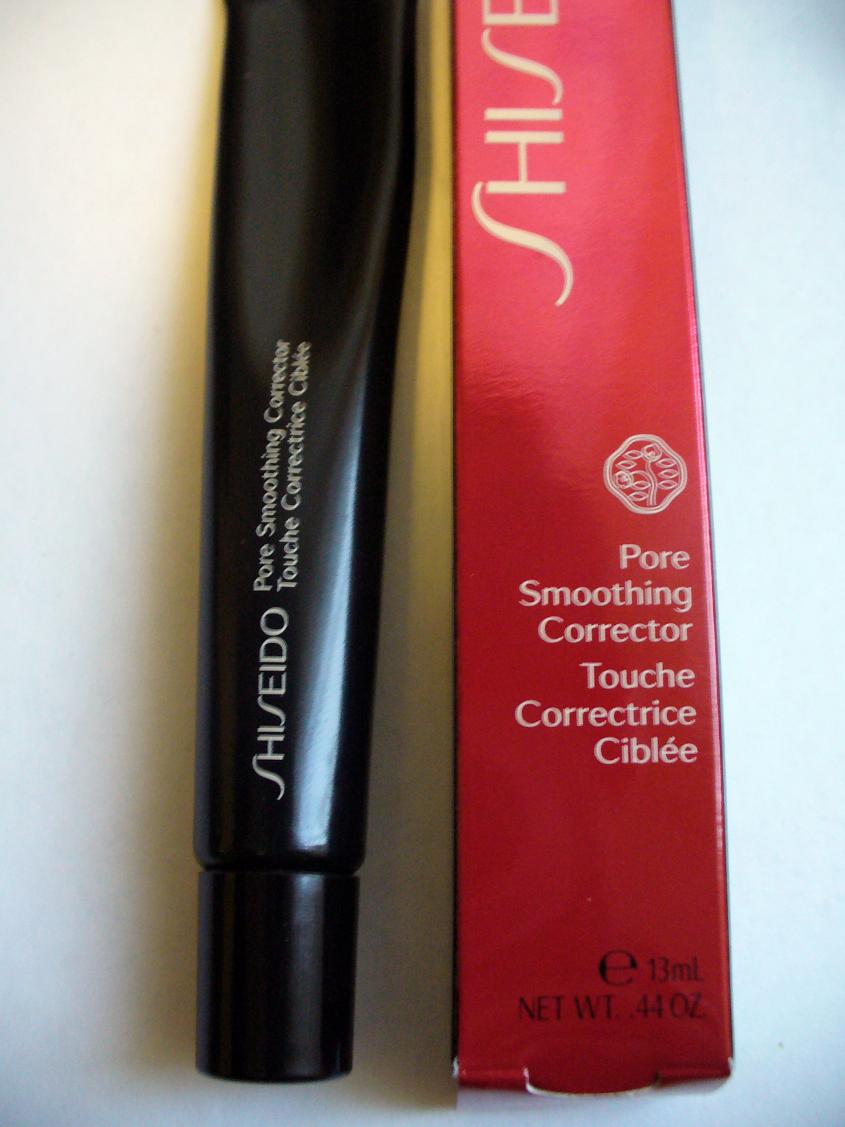 SHISEIDO
Pore Smoothing Corrector
Touche Correctrice Ciblée
SHISE
Pore
Smoothing
Corrector
Touche
Correctrice
Ciblée
e 13mL
NET WT. .44 OZ.